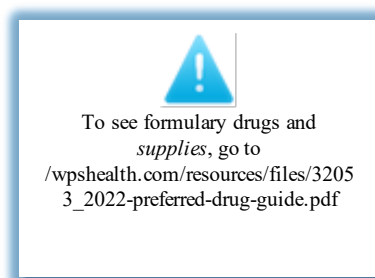 To see formulary drugs and
supplies, go to
/wpshealth.com/resources/files/3205
3_2022-preferred-drug-guide.pdf